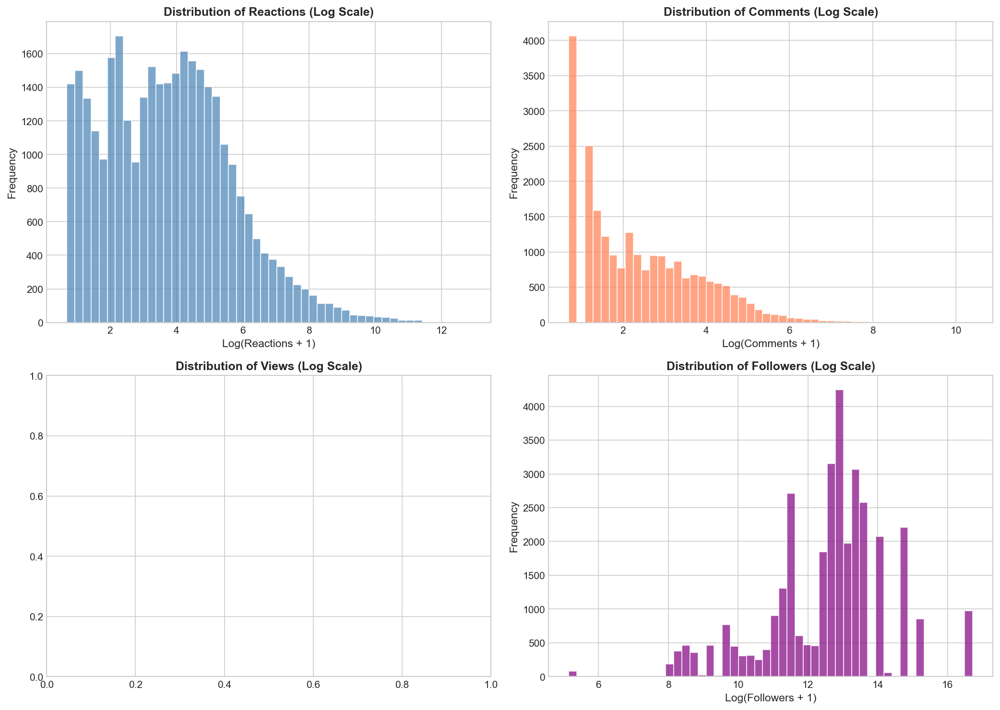 Distribution of Reactions (Log Scale)
Frequency
1600
1400
1200
1000
800
600
400
200
0
2 4 6 8 10 12
Log(Reactions + 1)
Distribution of Comments (Log Scale)
Frequency
4000
3500
3000
2500
2000
1500
1000
500
0
2 4 6 8 10
Log(Comments + 1)
Distribution of Views (Log Scale)
1.0
0.8
0.6
0.4
0.2
0.0
0.0 0.2 0.4 0.6 0.8 1.0
Distribution of Followers (Log Scale)
Frequency
4000
3500
3000
2500
2000
1500
1000
500
0
6 8 10 12 14 16
Log(Followers + 1)